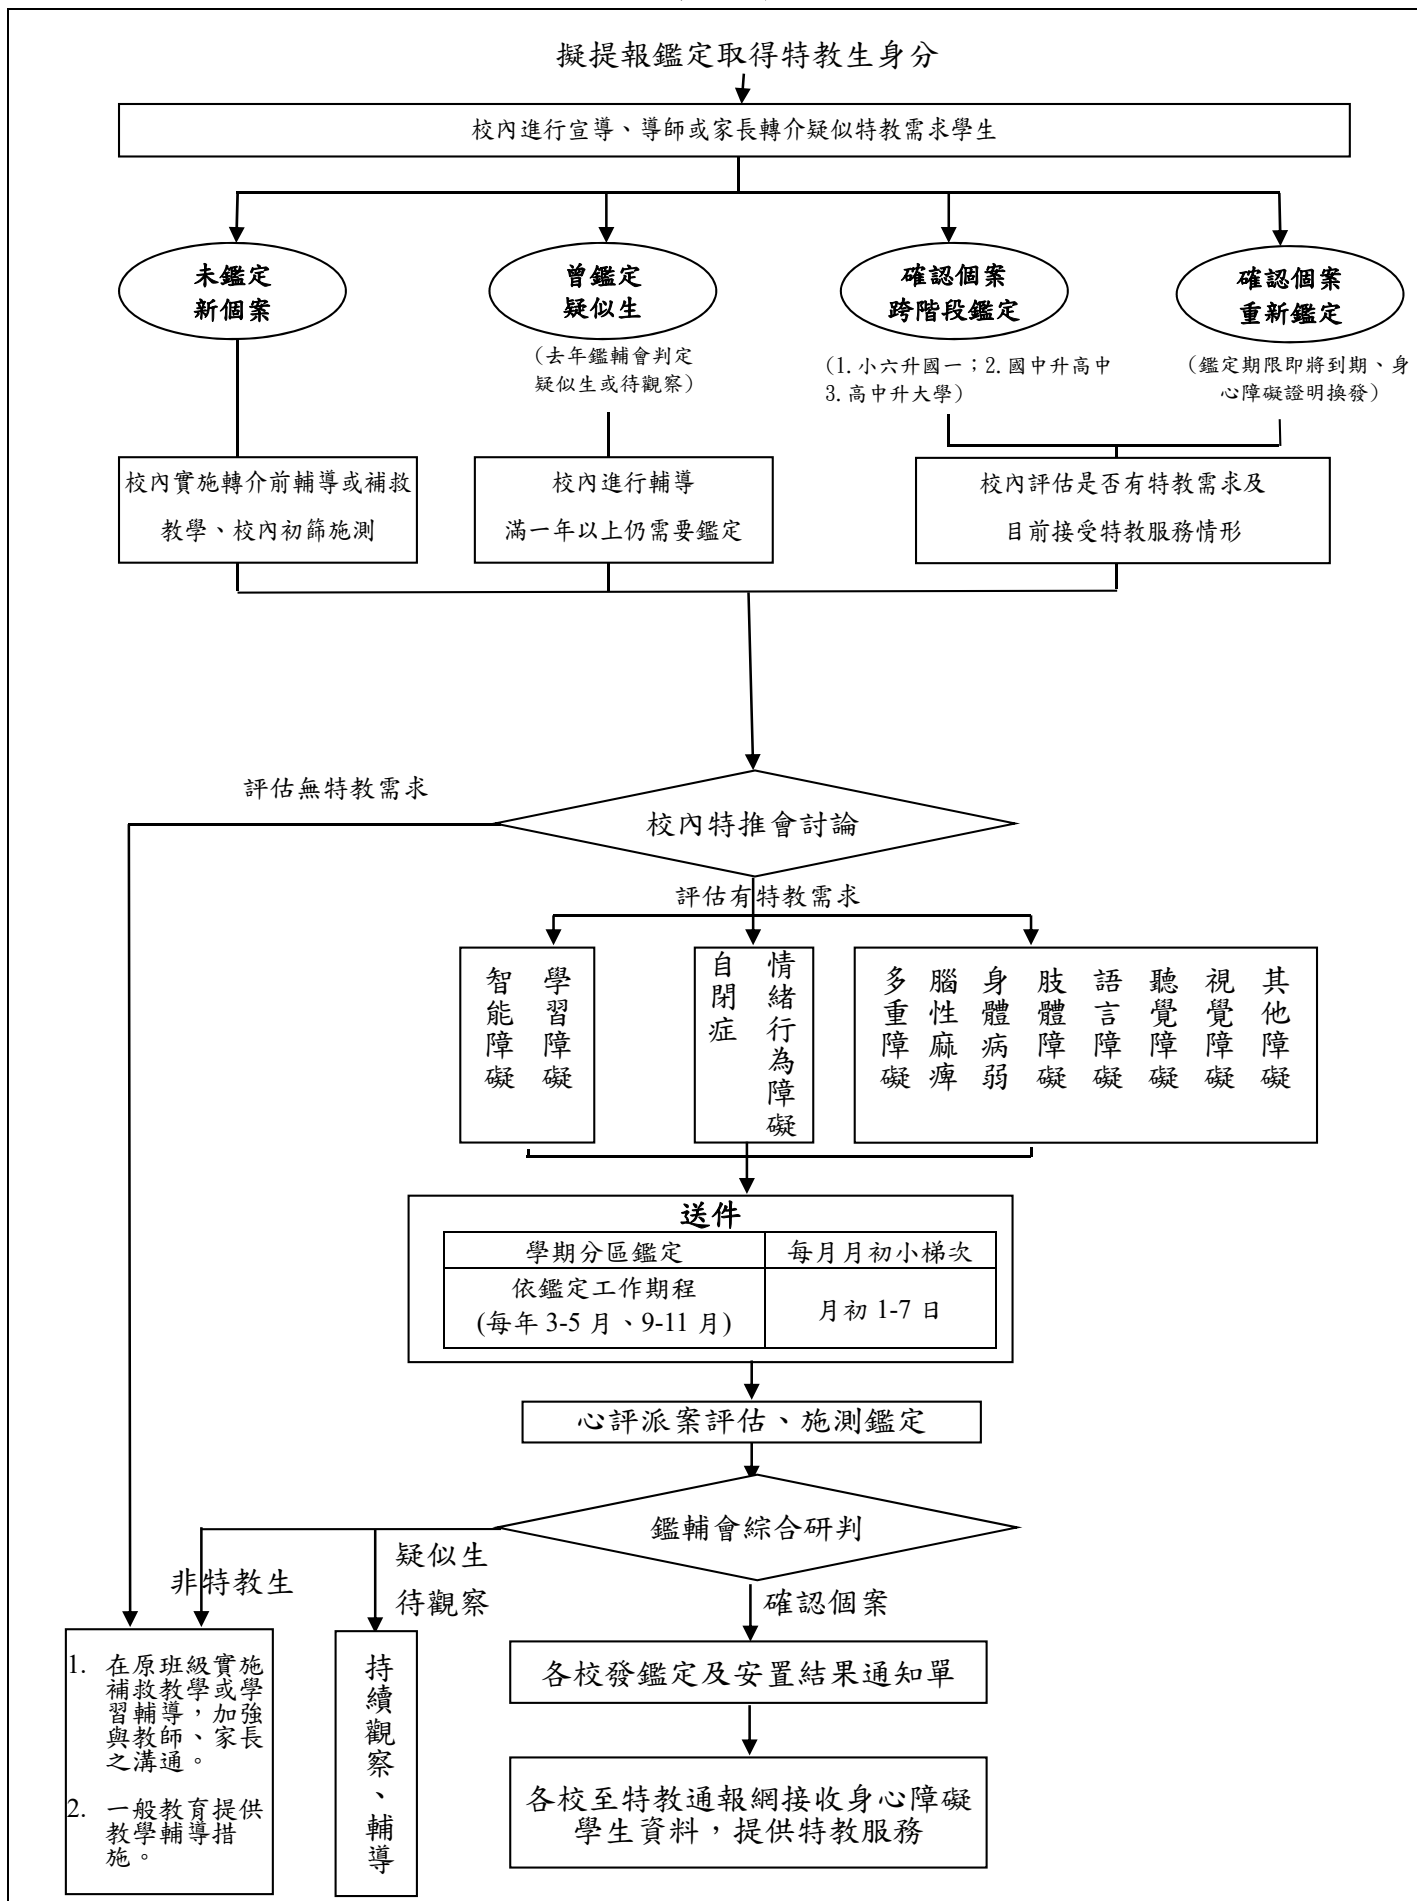 擬提報鑑定取得特教生身分
校內進行宣導、導師或家長轉介疑似特教需求學生
未鑑定
新個案
曾鑑定
疑似生
(去年鑑輔會判定
疑似生或待觀察)
確認個案
跨階段鑑定
(1.小六升國一；2.國中升高中
3.高中升大學)
確認個案
重新鑑定
(鑑定期限即將到期、身
心障礙證明換發)
校內實施轉介前輔導或補救
教學、校內初篩施測
校內進行輔導
滿一年以上仍需要鑑定
校內評估是否有特教需求及
目前接受特教服務情形
評估無特教需求
校內特推會討論
評估有特教需求
智能障礙
學習障礙
自閉症
情緒行為障礙
多重障礙
腦性麻痺
身體病弱
肢體障礙
語言障礙
聽覺障礙
視覺障礙
其他障礙
送件
學期分區鑑定
每月月初小梯次
依鑑定工作期程
(每年 3-5 月、9-11 月)
月初 1-7 日
心評派案評估、施測鑑定
鑑輔會綜合研判
非特教生
疑似生
待觀察
確認個案
1. 在原班級實施
補救教學或學
習輔導，加強
與教師、家長
之溝通。
2. 一般教育提供
教學輔導措
施。
持續觀察、輔導
各校發鑑定及安置結果通知單
各校至特教通報網接收身心障礙
學生資料，提供特教服務